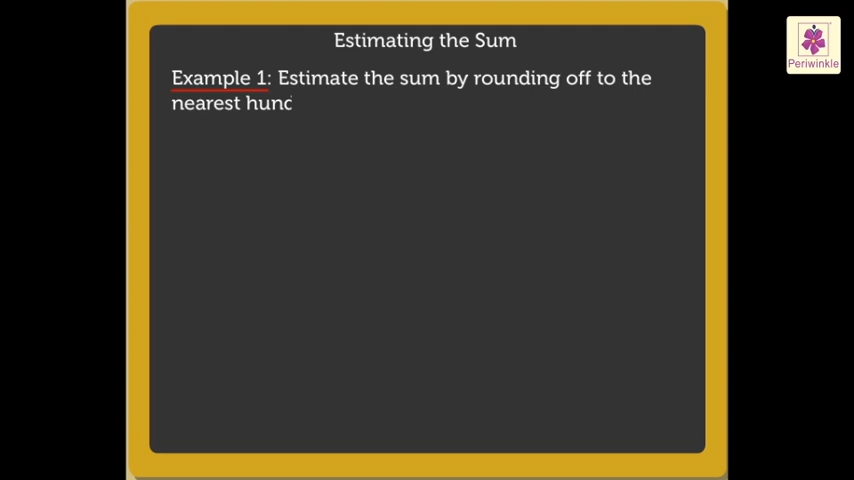 Estimating the Sum
Periwinkle
Example 1: Estimate the sum by rounding off to the
nearest hunc